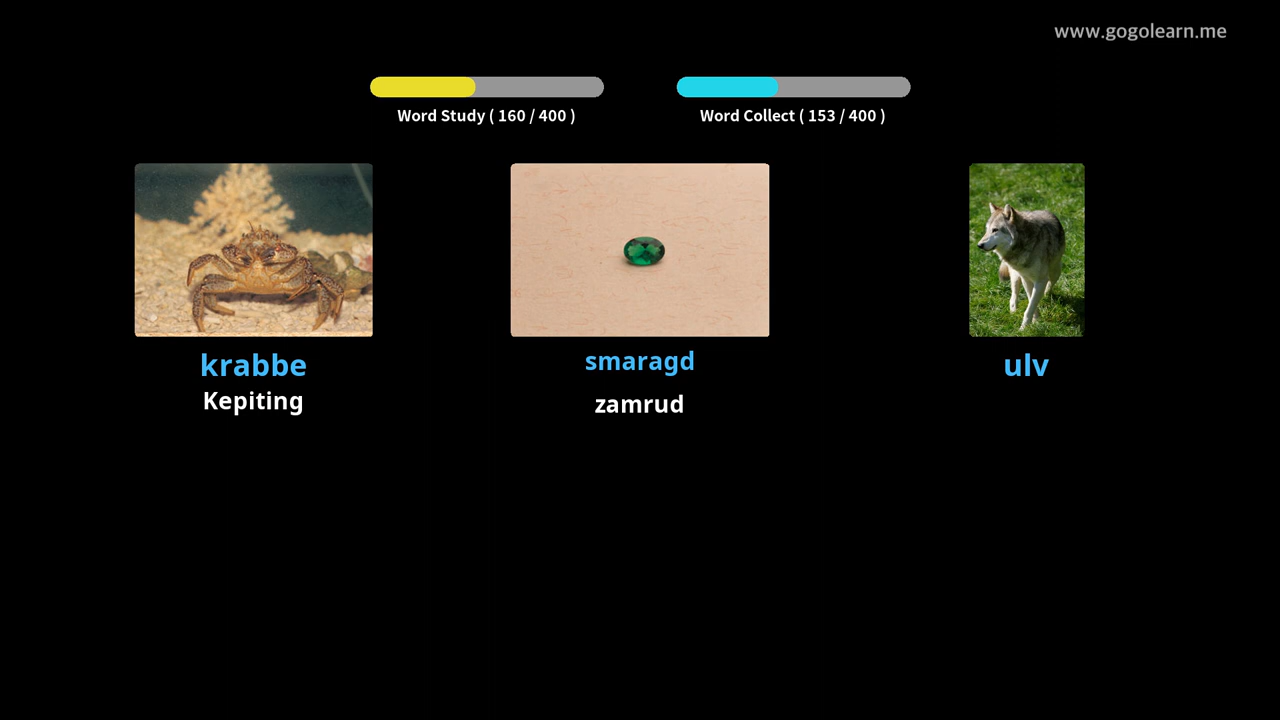 www.gogolearn.me
Word Study ( 160 / 400 )
Word Collect ( 153 / 400 )
krabbe
Kepiting
smaragd
zamrud
ulv